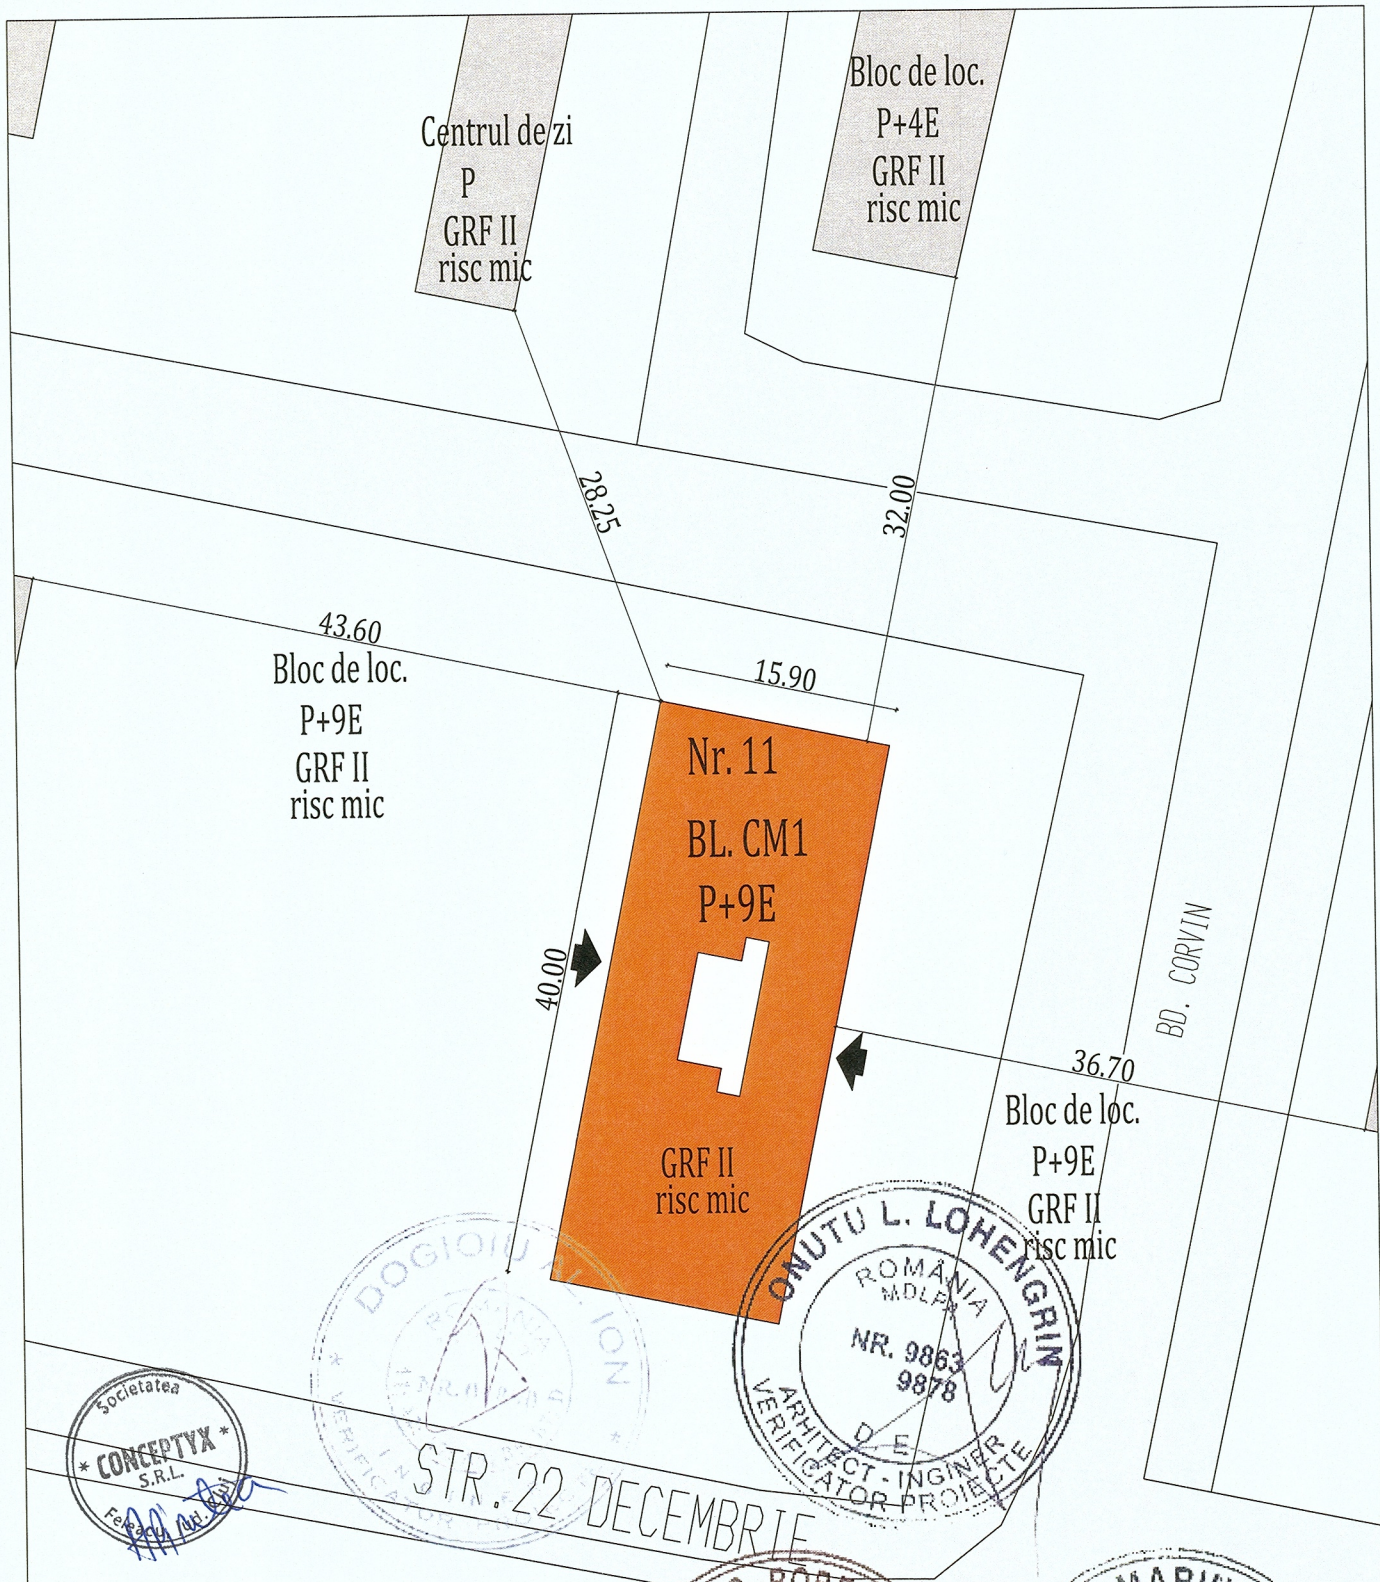 Bloc de loc.
P+4E
GRF II
risc mic
Centrul de zi
P
GRF II
risc mic
28.25
32.00
43.60
Bloc de loc.
P+9E
GRF II
risc mic
15.90
Nr. 11
BL. CM1
P+9E
40.00
BD. CORVIN
36.70
Bloc de loc.
P+9E
GRF II
risc mic
GRF II
risc mic
ONUTU L. LOHENGRIN
ROMÂNIA
MDLPA
NR. 9863
9878
D E
ARHITECT - INGINER
VERIFICATOR PROIECTE
DOGIOIU AL. ION
ROMÂNIA
VERIFICATOR
Societatea
* CONCEPTYX *
S.R.L.
STR. 22 DECEMBRIE